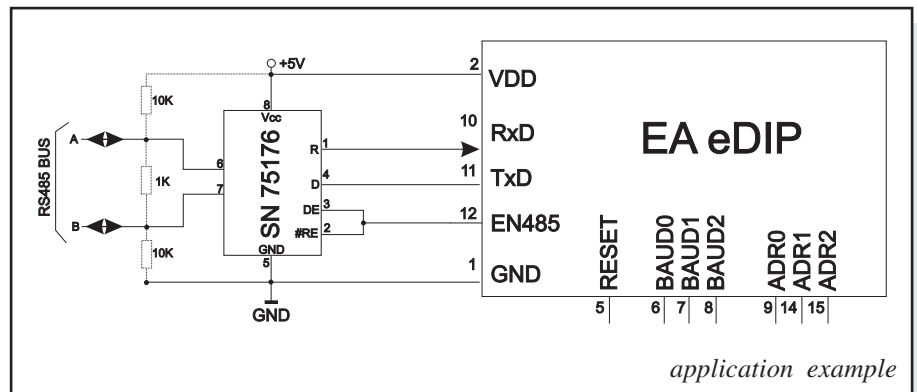 +5V
2
VDD
10K
8
Vcc
RS485 BUS
A
6
1K
7
B
10K
SN 75176
R
1
D
4
DE
3
#RE
2
GND
5
GND
10
RxD
11
TxD
12
EN485
1
GND
EA eDIP
RESET
BAUD0
BAUD1
BAUD2
ADR0
ADR1
ADR2
5
6
7
8
9
14
15
application example